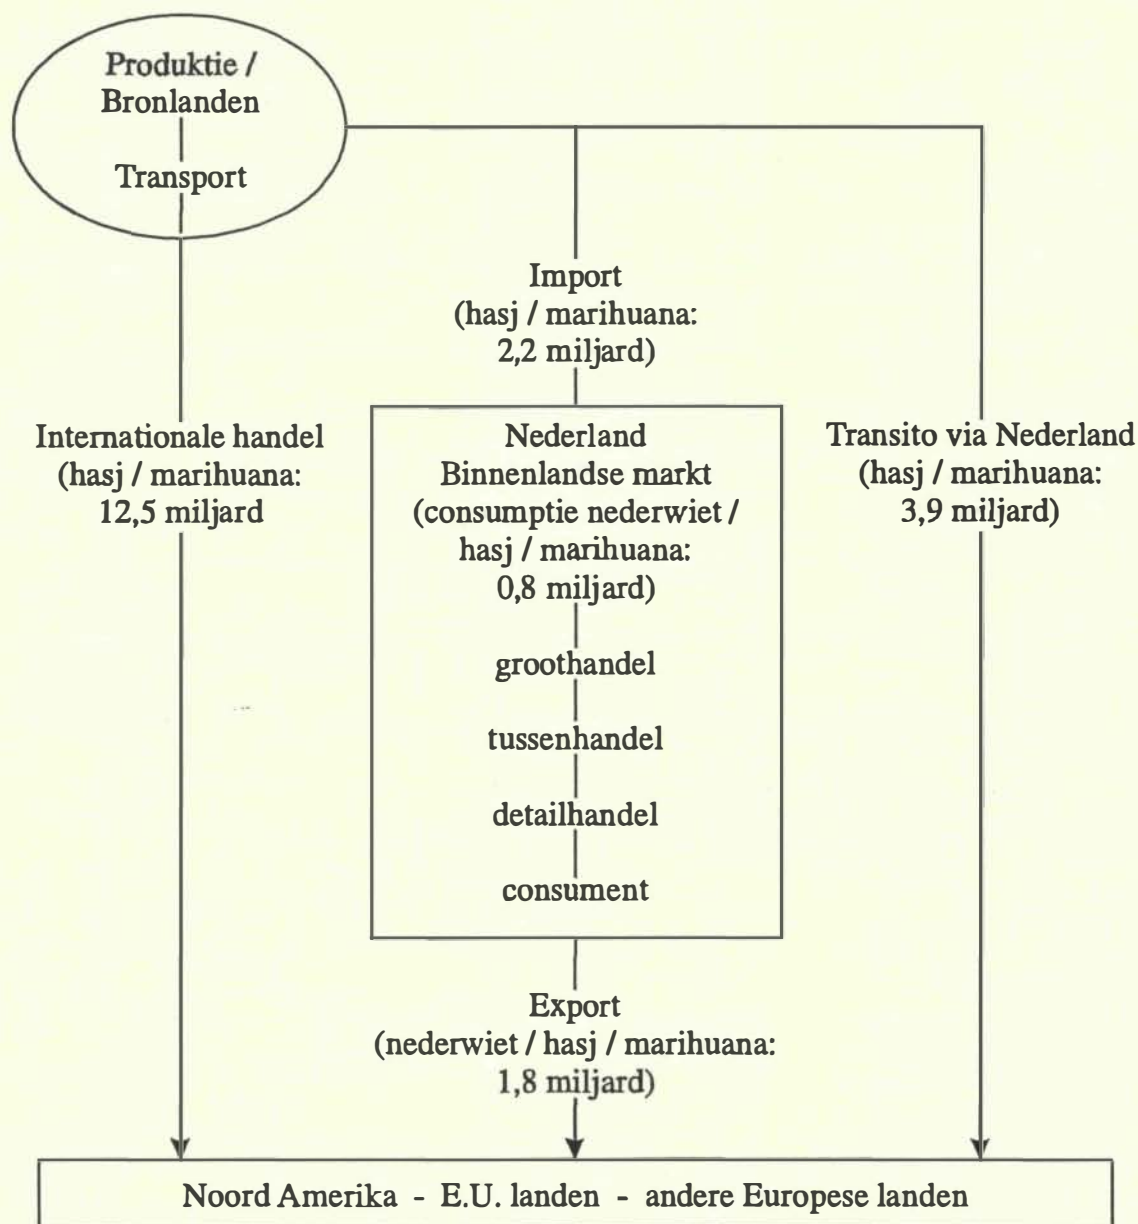 Produktie /
Bronlanden
Transport
Import
(hasj / marihuana:
2,2 miljard)
Internationale handel
(hasj / marihuana:
12,5 miljard
Nederland
Binnenlandse markt
(consumptie nederwiet /
hasj / marihuana:
0,8 miljard)
groothandel
tussenhandel
detailhandel
consument
Transito via Nederland
(hasj / marihuana:
3,9 miljard)
Export
(nederwiet / hasj / marihuana:
1,8 miljard)
Noord Amerika - E.U. landen - andere Europese landen